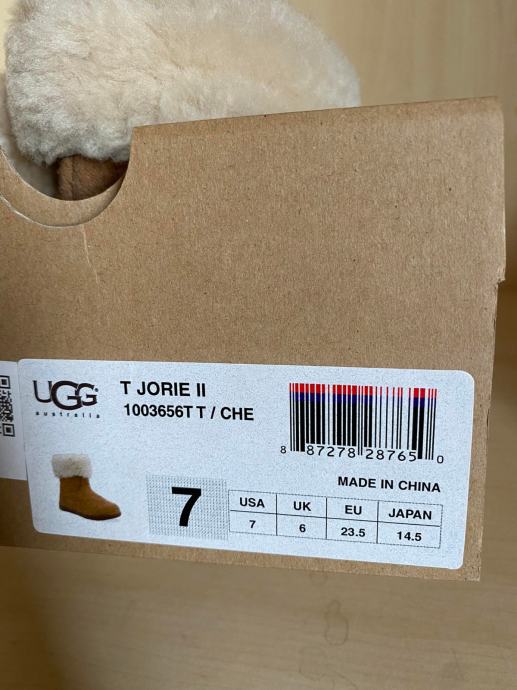 UGG
australia
T JORIE II
1003656T T / CHE
8 87278 28765 0
MADE IN CHINA
7
USA UK EU JAPAN
7 6 23.5 14.5